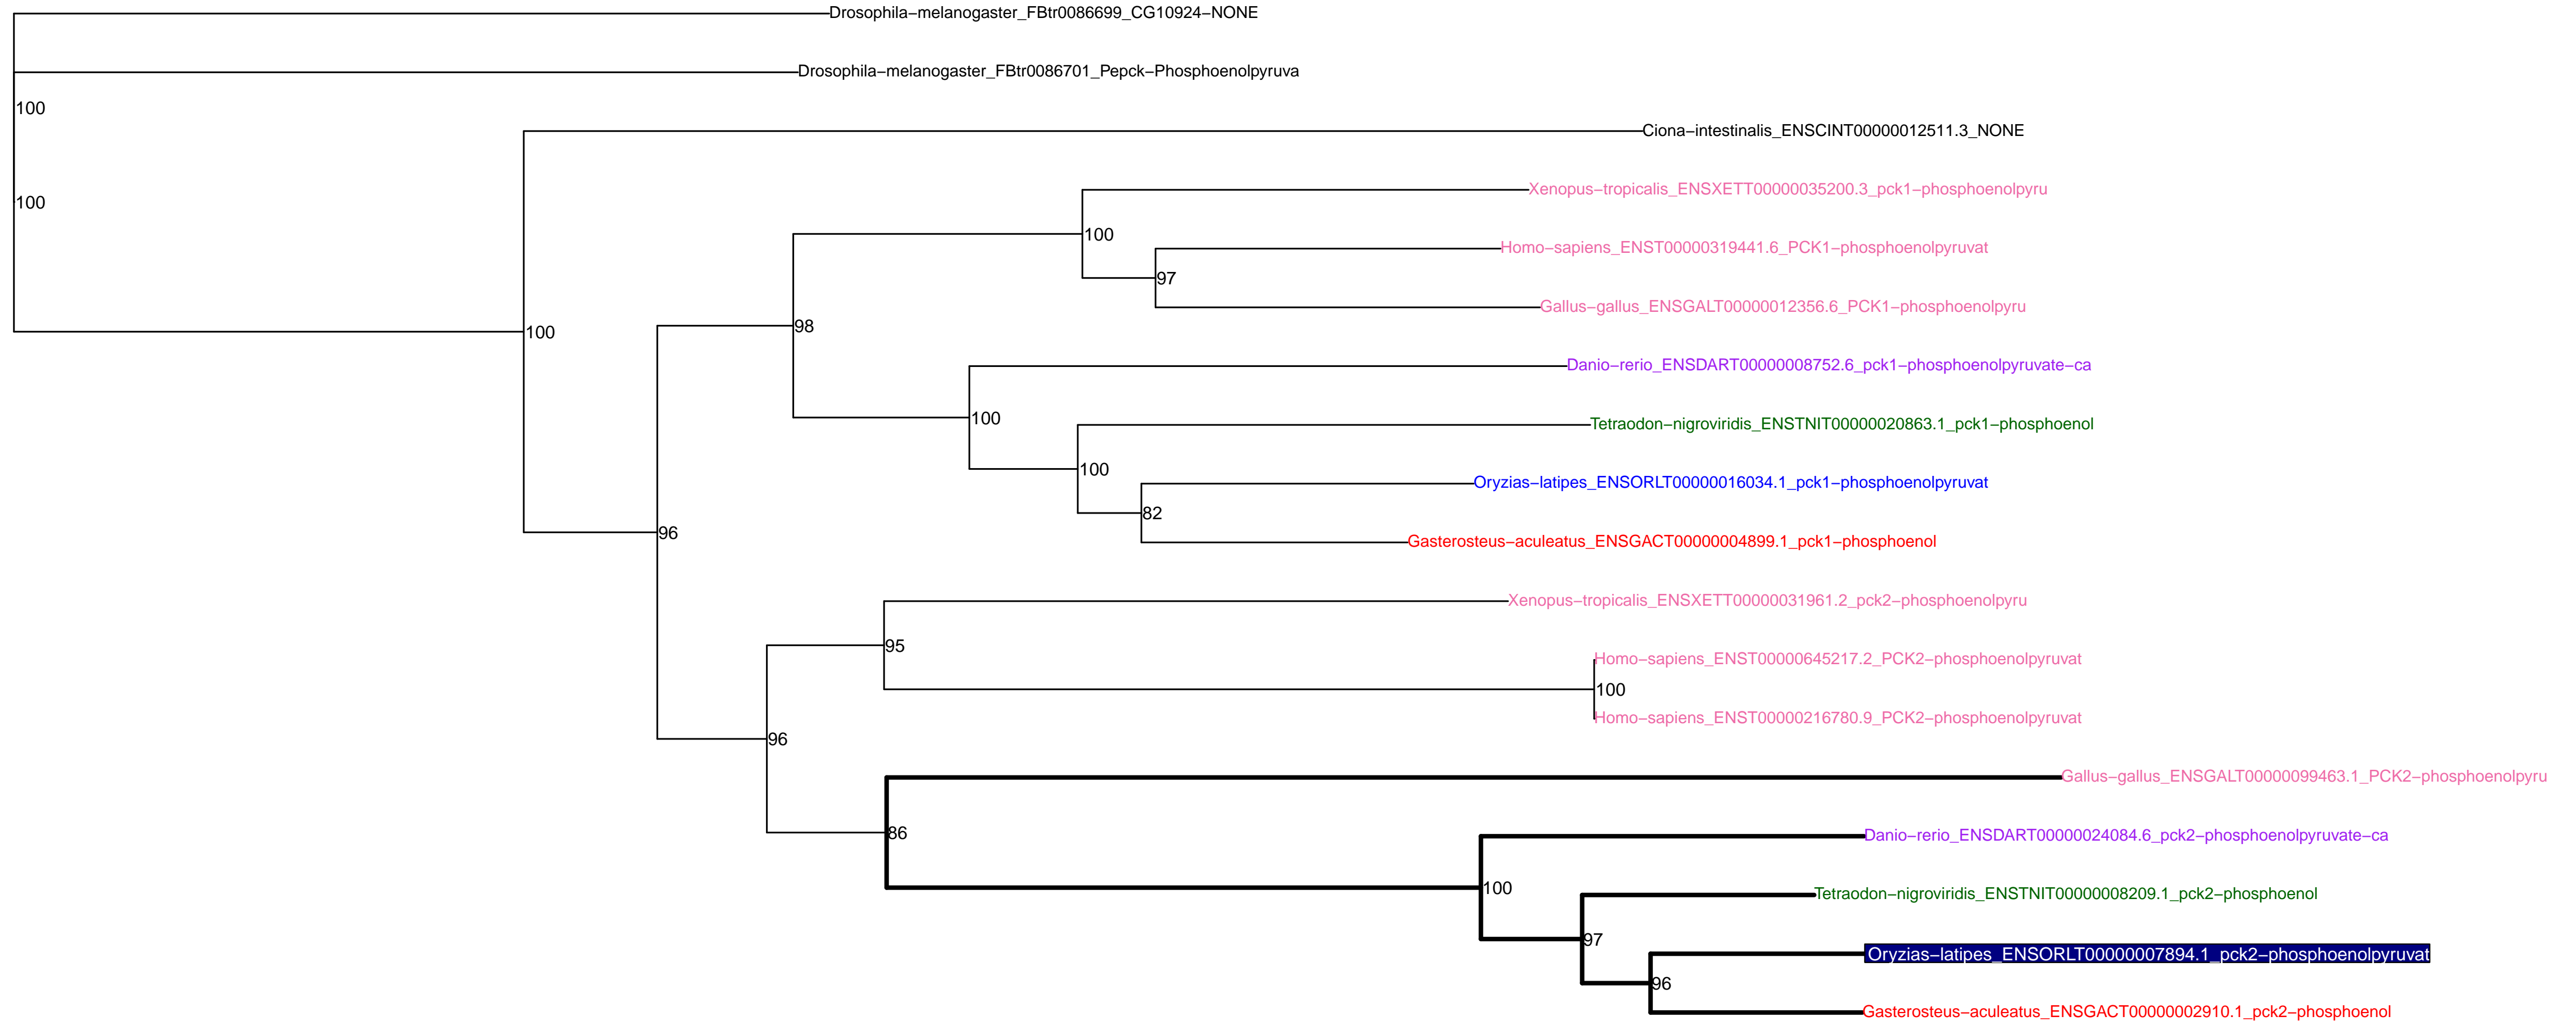 Drosophila−melanogaster_FBtr0086699_CG10924−NONE
Drosophila−melanogaster_FBtr0086701_Pepck−Phosphoenolpyruva
100
Ciona−intestinalis_ENSCINT00000012511.3_NONE
Xenopus−tropicalis_ENSXETT00000035200.3_pck1−phosphoenolpyru
100
100
Homo−sapiens_ENST00000319441.6_PCK1−phosphoenolpyruvat
97
Gallus−gallus_ENSGALT00000012356.6_PCK1−phosphoenolpyru
98
100
Danio−rerio_ENSDART00000008752.6_pck1−phosphoenolpyruvate−ca
100
Tetraodon−nigroviridis_ENSTNIT00000020863.1_pck1−phosphoenol
100
Oryzias−latipes_ENSORLT00000016034.1_pck1−phosphoenolpyruvat
82
96
Gasterosteus−aculeatus_ENSGACT00000004899.1_pck1−phosphoenol
Xenopus−tropicalis_ENSXETT00000031961.2_pck2−phosphoenolpyru
95
Homo−sapiens_ENST00000645217.2_PCK2−phosphoenolpyruvat
100
Homo−sapiens_ENST00000216780.9_PCK2−phosphoenolpyruvat
96
Gallus−gallus_ENSGALT00000099463.1_PCK2−phosphoenolpyru
86
Danio−rerio_ENSDART00000024084.6_pck2−phosphoenolpyruvate−ca
100
Tetraodon−nigroviridis_ENSTNIT00000008209.1_pck2−phosphoenol
97
Oryzias−latipes_ENSORLT00000007894.1_pck2−phosphoenolpyruvat
96
Gasterosteus−aculeatus_ENSGACT00000002910.1_pck2−phosphoenol